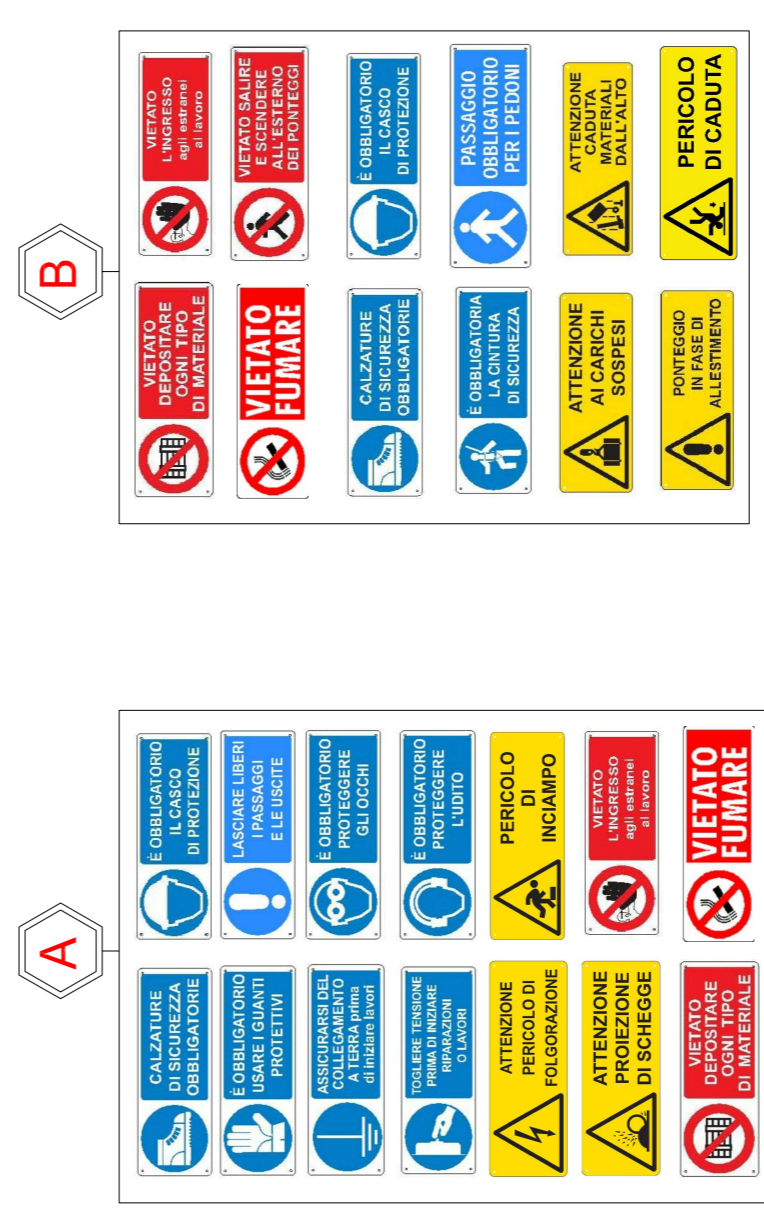 A
CALZATURE
DI SICUREZZA
OBBLIGATORIE
È OBBLIGATORIO
IL CASCO
DI PROTEZIONE
È OBBLIGATORIO
USARE I GUANTI
PROTETTIVI
LASCIARE LIBERI
I PASSAGGI
E LE USCITE
ASSICURARSI DEL
COLLEGAMENTO
A TERRA prima
di iniziare lavori
È OBBLIGATORIO
PROTEGGERE
GLI OCCHI
TOGLIERE TENSIONE
PRIMA DI INIZIARE
RIPARAZIONI
O LAVORI
È OBBLIGATORIO
PROTEGGERE
L'UDITO
ATTENZIONE
PERICOLO DI
FOLGORAZIONE
PERICOLO
DI
INCIAMPO
ATTENZIONE
PROIEZIONE
DI SCHEGGE
VIETATO
L'INGRESSO
agli estranei
al lavoro
VIETATO
DEPOSITARE
OGNI TIPO
DI MATERIALE
VIETATO
FUMARE
B
VIETATO
DEPOSITARE
OGNI TIPO
DI MATERIALE
VIETATO
L'INGRESSO
agli estranei
al lavoro
VIETATO
FUMARE
VIETATO SALIRE
E SCENDERE
ALL'ESTERNO
DEI PONTEGGI
CALZATURE
DI SICUREZZA
OBBLIGATORIE
È OBBLIGATORIO
IL CASCO
DI PROTEZIONE
È OBBLIGATORIA
LA CINTURA
DI SICUREZZA
PASSAGGIO
OBBLIGATORIO
PER I PEDONI
ATTENZIONE
AI CARICHI
SOSPESI
ATTENZIONE
CADUTA
MATERIALI
DALL'ALTO
PONTEGGIO
IN FASE DI
ALLESTIMENTO
PERICOLO
DI CADUTA